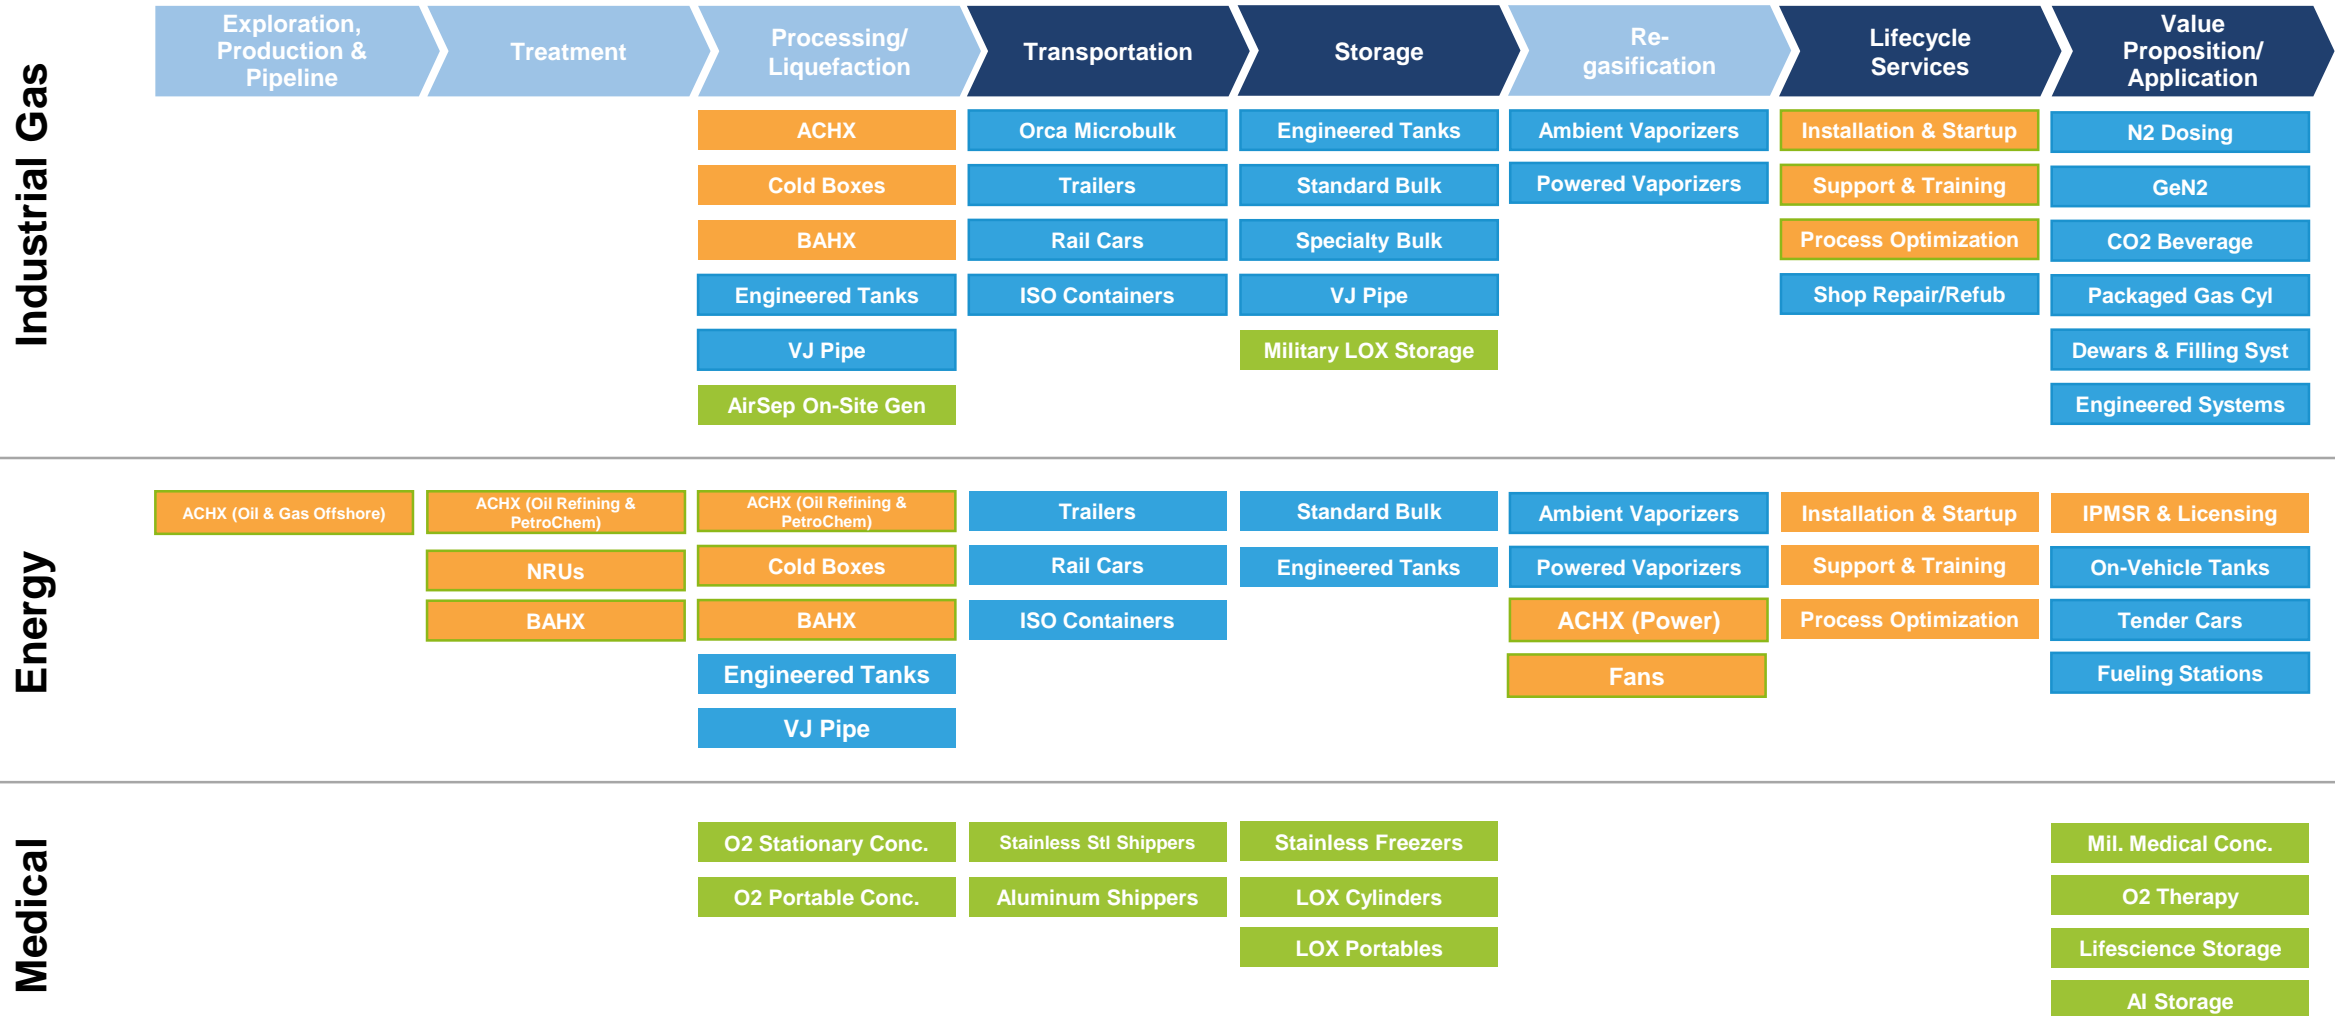 Exploration,
Production &
Pipeline
Treatment
Processing/
Liquefaction
Transportation
Storage
Re-
gasification
Lifecycle
Services
Value
Proposition/
Application
Industrial Gas
ACHX
Cold Boxes
BAHX
Engineered Tanks
VJ Pipe
AirSep On-Site Gen
Orca Microbulk
Trailers
Rail Cars
ISO Containers
Engineered Tanks
Standard Bulk
Specialty Bulk
VJ Pipe
Military LOX Storage
Ambient Vaporizers
Powered Vaporizers
Installation & Startup
Support & Training
Process Optimization
Shop Repair/Refub
N2 Dosing
GeN2
CO2 Beverage
Packaged Gas Cyl
Dewars & Filling Syst
Engineered Systems
Energy
ACHX (Oil & Gas Offshore)
ACHX (Oil Refining &
PetroChem)
NRUs
BAHX
ACHX (Oil Refining &
PetroChem)
Cold Boxes
BAHX
Engineered Tanks
VJ Pipe
Trailers
Rail Cars
ISO Containers
Standard Bulk
Engineered Tanks
Ambient Vaporizers
Powered Vaporizers
ACHX (Power)
Fans
Installation & Startup
Support & Training
Process Optimization
IPMSR & Licensing
On-Vehicle Tanks
Tender Cars
Fueling Stations
Medical
O2 Stationary Conc.
O2 Portable Conc.
Stainless Stl Shippers
Aluminum Shippers
Stainless Freezers
LOX Cylinders
LOX Portables
Mil. Medical Conc.
O2 Therapy
Lifescience Storage
AI Storage